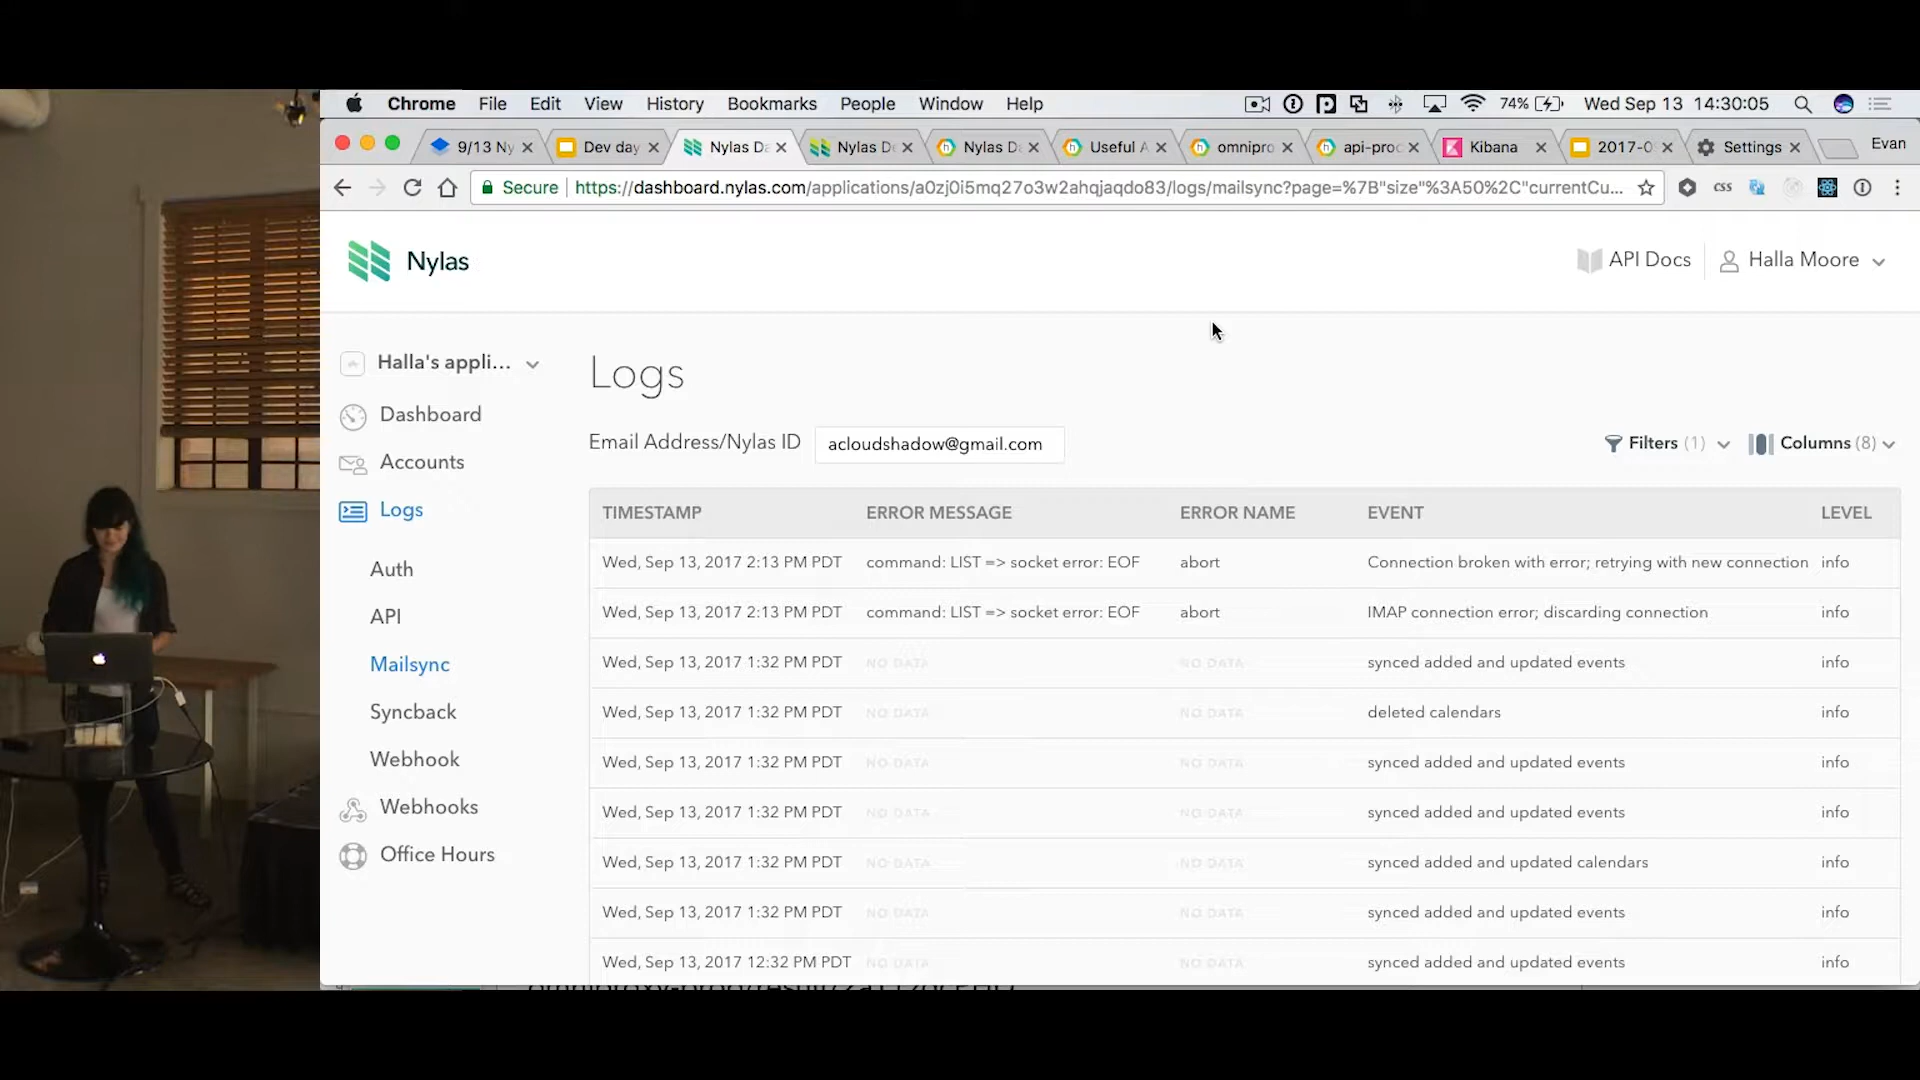 Chrome File Edit View History Bookmarks People Window Help 74% Wed Sep 13 14:30:05
9/13 Ny Dev day Nylas Da Nylas D Nylas D Useful A omnipro api-proc Kibana 2017-0 Settings Evan
Secure https://dashboard.nylas.com/applications/a0zj0i5mq27o3w2ahqjaqdo83/logs/mailsync?page=%7B"size"%3A50%2C"currentCu... CSS
Nylas API Docs Halla Moore
Halla's appli...
Dashboard
Accounts
Logs
Auth
API
Mailsync
Syncback
Webhook
Webhooks
Office Hours
Logs
Email Address/Nylas ID acloudshadow@gmail.com Filters (1) Columns (8)
TIMESTAMP ERROR MESSAGE ERROR NAME EVENT LEVEL
Wed, Sep 13, 2017 2:13 PM PDT command: LIST => socket error: EOF abort Connection broken with error; retrying with new connection info
Wed, Sep 13, 2017 2:13 PM PDT command: LIST => socket error: EOF abort IMAP connection error; discarding connection info
Wed, Sep 13, 2017 1:32 PM PDT NO DATA NO DATA synced added and updated events info
Wed, Sep 13, 2017 1:32 PM PDT NO DATA NO DATA deleted calendars info
Wed, Sep 13, 2017 1:32 PM PDT NO DATA NO DATA synced added and updated events info
Wed, Sep 13, 2017 1:32 PM PDT NO DATA NO DATA synced added and updated events info
Wed, Sep 13, 2017 1:32 PM PDT NO DATA NO DATA synced added and updated calendars info
Wed, Sep 13, 2017 1:32 PM PDT NO DATA NO DATA synced added and updated events info
Wed, Sep 13, 2017 12:32 PM PDT NO DATA NO DATA synced added and updated events info